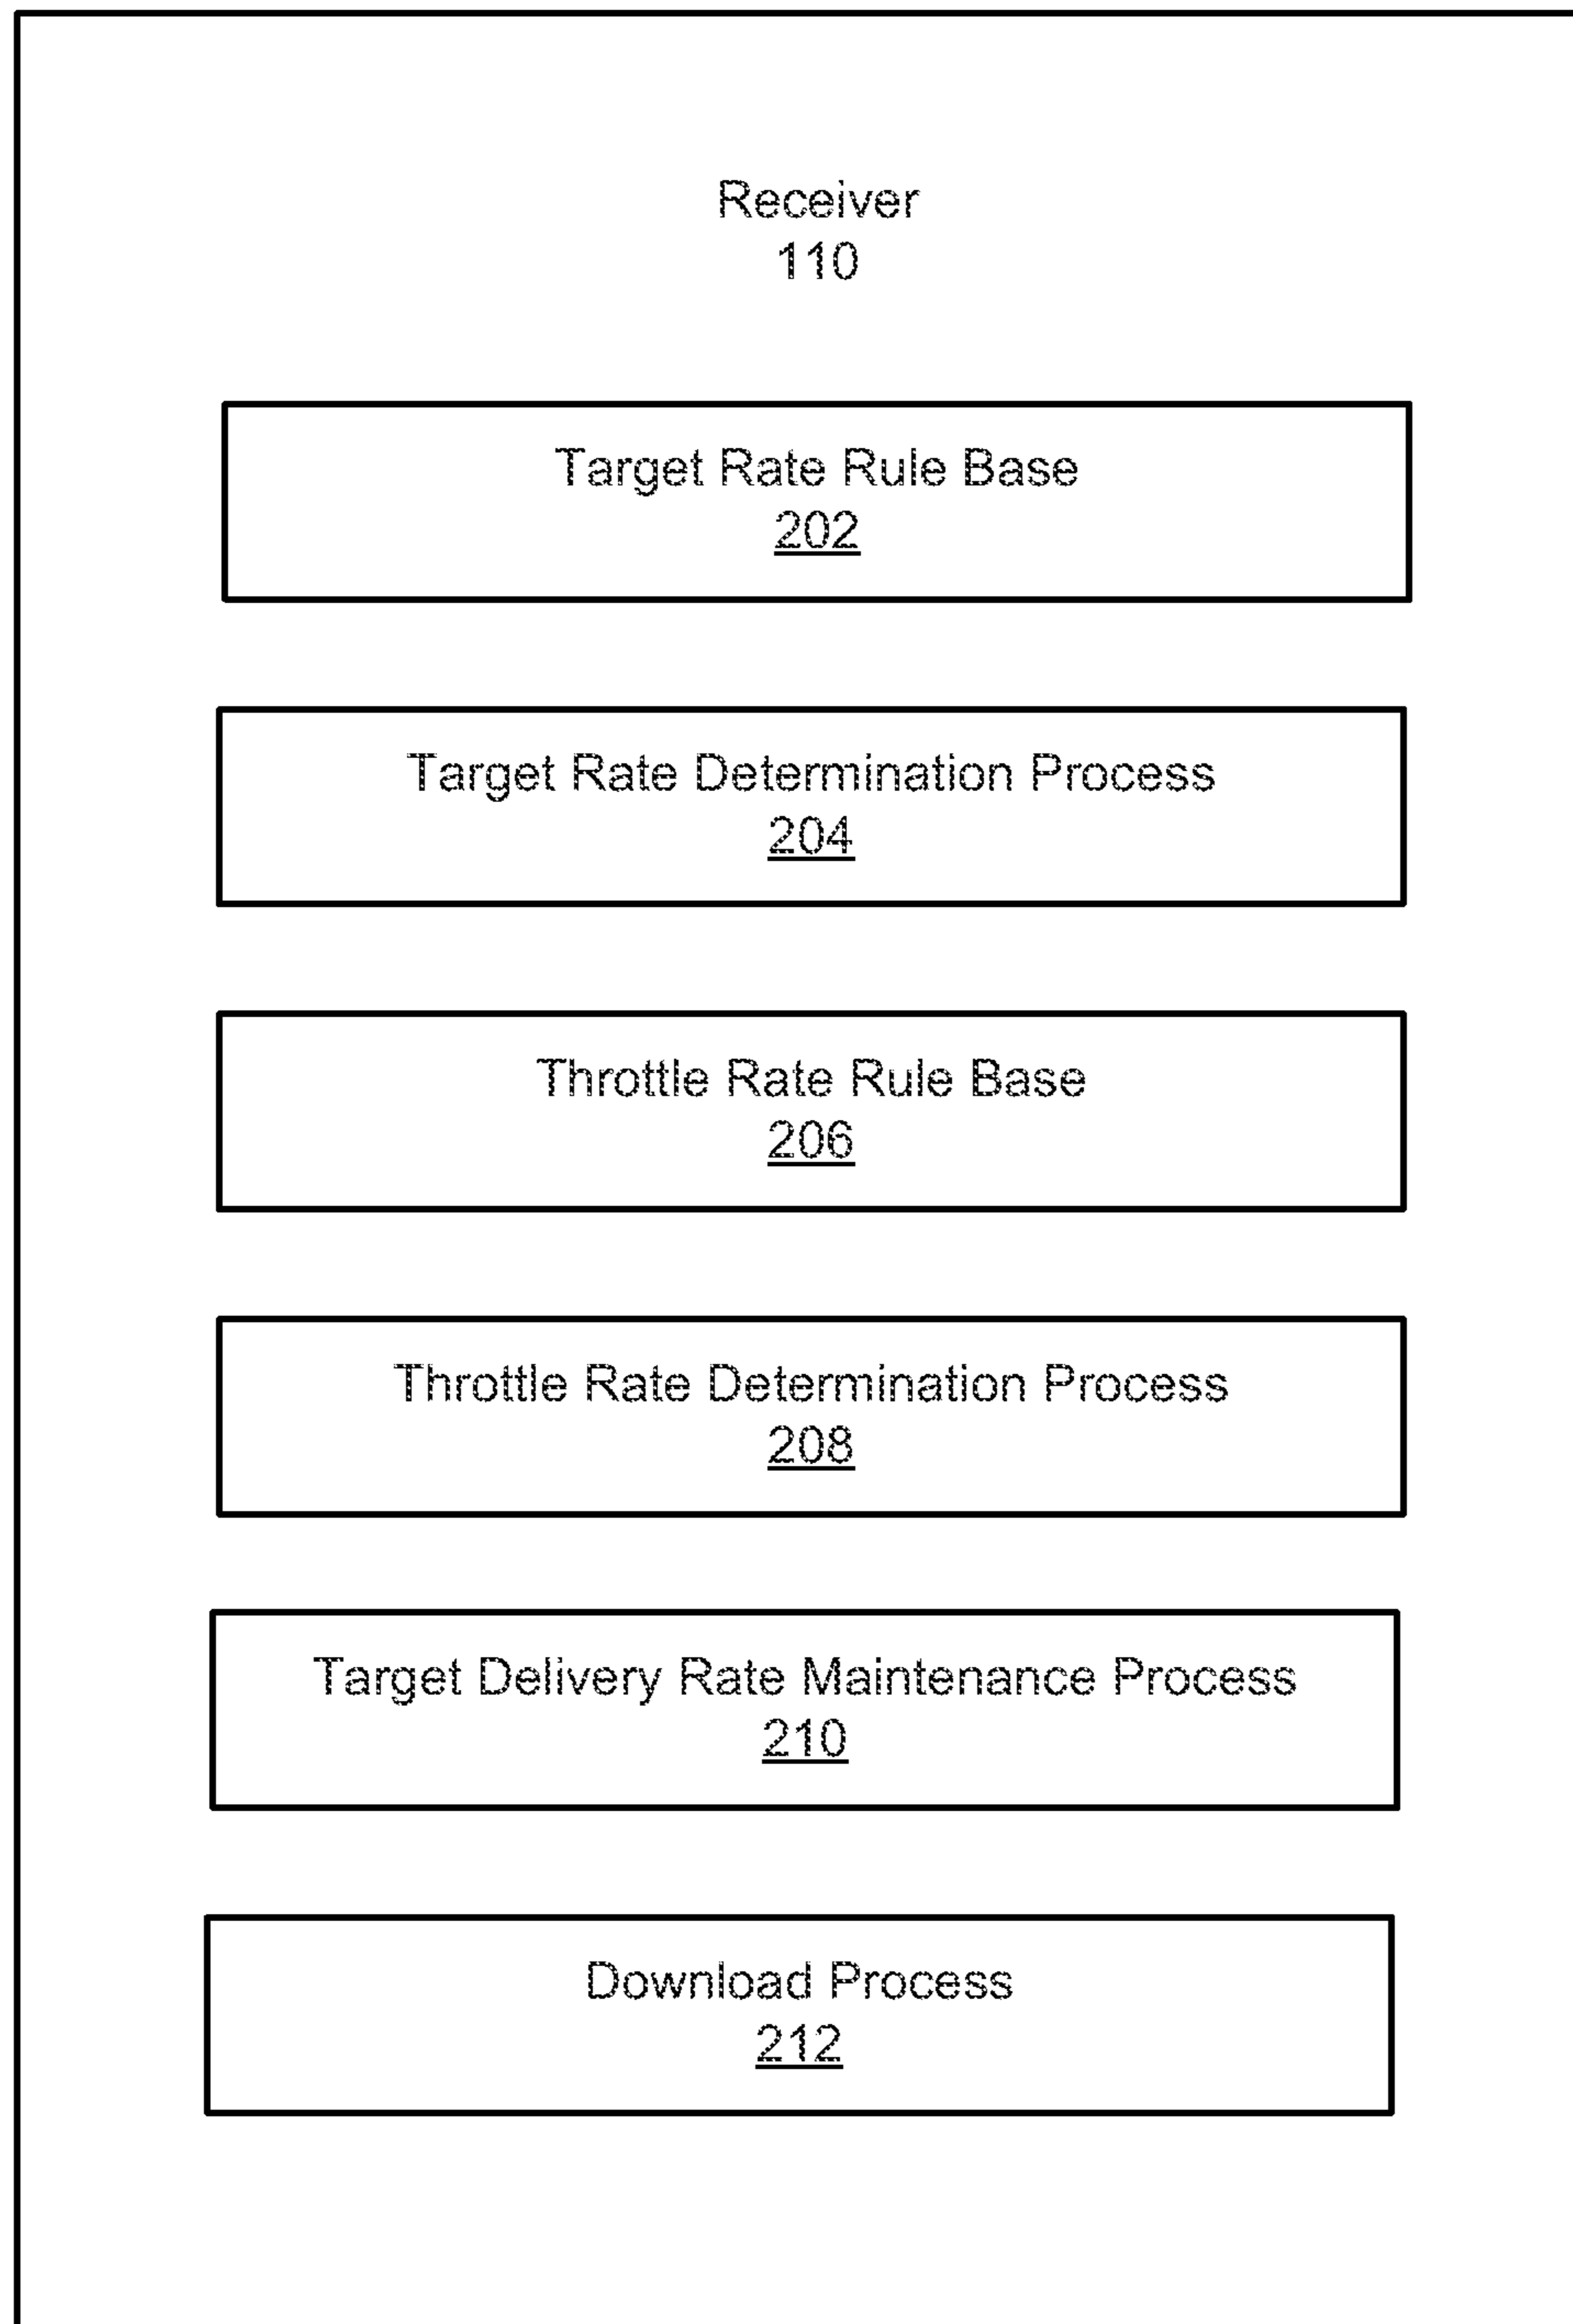 Receiver
110
Target Rate Rule Base
202
Target Rate Determination Process
204
Throttle Rate Rule Base
206
Throttle Rate Determination Process
208
Target Delivery Rate Maintenance Process
210
Download Process
212